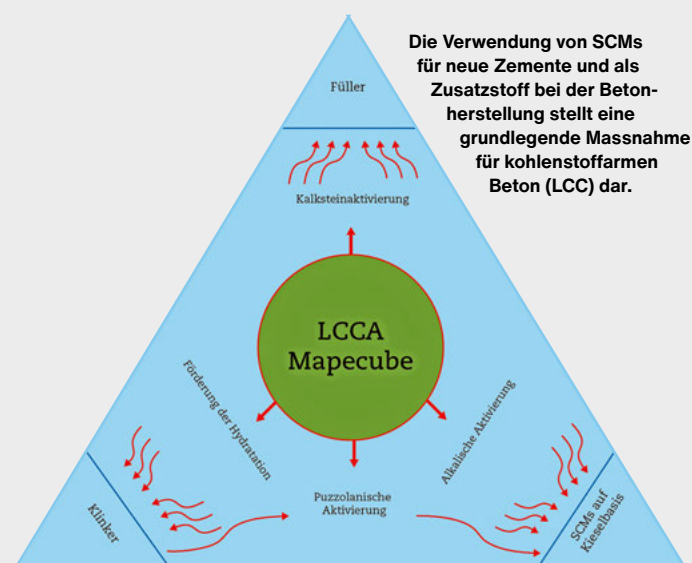 Die Verwendung von SCMs
für neue Zemente und als
Zusatzstoff bei der Beton-
herstellung stellt eine
grundlegende Massnahme
für kohlenstoffarmen
Beton (LCC) dar.
Füller
Kalksteinaktivierung
LCCA
Mapecube
Förderung der Hydratation
Alkalische Aktivierung
Puzzolanische
Aktivierung
Klinker
SCMs auf
Kieselbasis